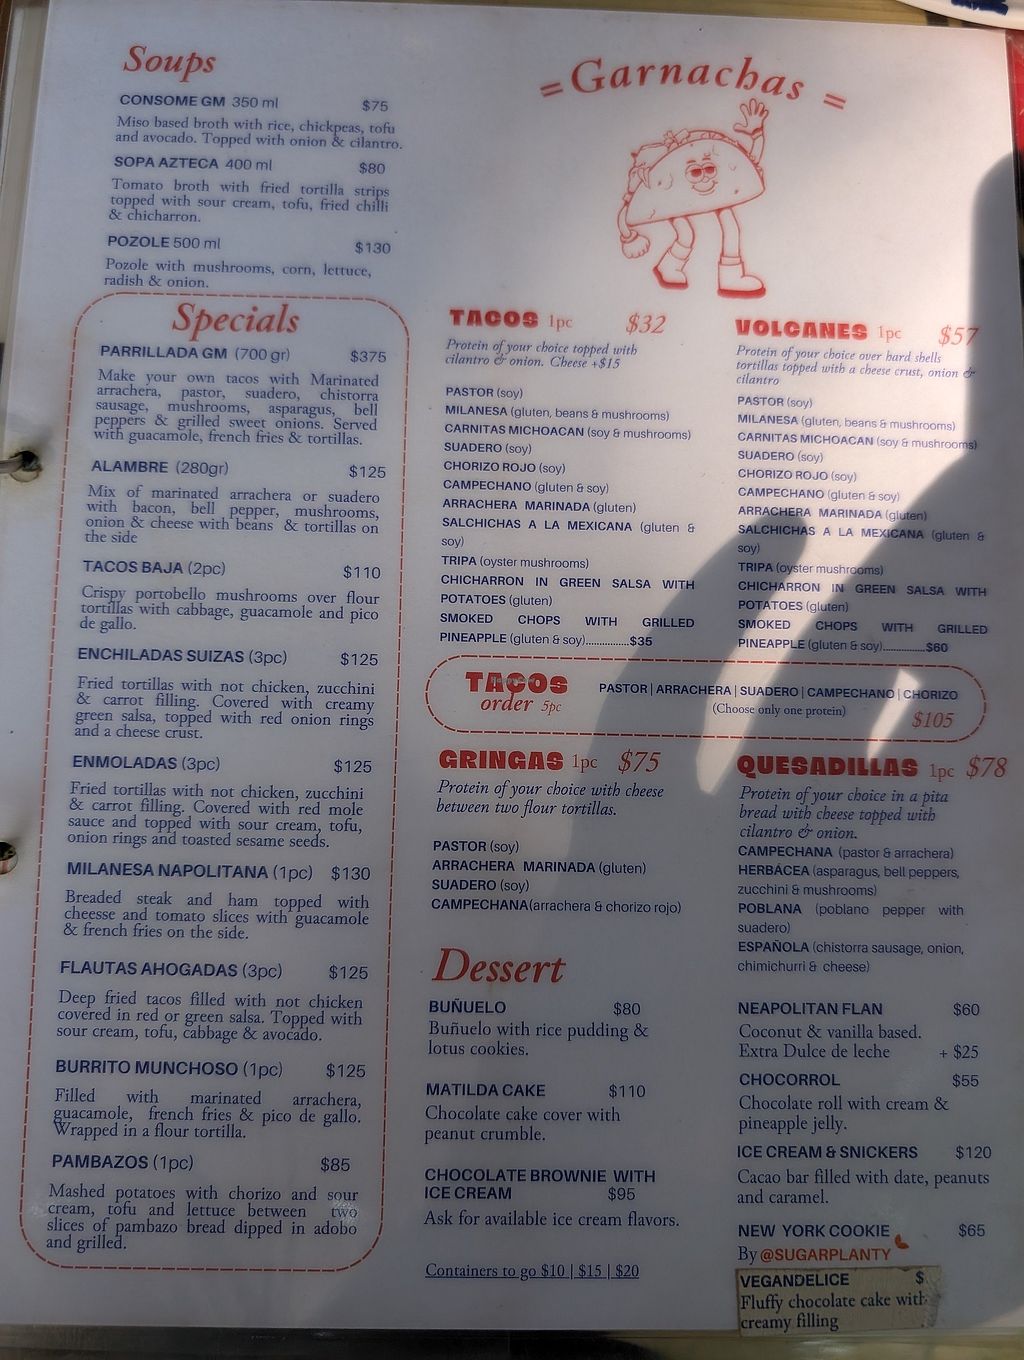 Soups
CONSOME GM 350 ml $75
Miso based broth with rice, chickpeas, tofu
and avocado. Topped with onion & cilantro.
SOPA AZTECA 400 ml $80
Tomato broth with fried tortilla strips
topped with sour cream, tofu, fried chilli
& chicharron.
POZOLE 500 ml $130
Pozole with mushrooms, corn, lettuce,
radish & onion.
Specials
PARRILLADA GM (700 gr) $375
Make your own tacos with Marinated
arrachera, pastor, suadero, chistorra
sausage, mushrooms, asparagus, bell
peppers & grilled sweet onions. Served
with guacamole, french fries & tortillas.
ALAMBRE (280gr) $125
Mix of marinated arrachera or suadero
with bacon, bell pepper, mushrooms,
onion & cheese with beans & tortillas on
the side
TACOS BAJA (2pc) $110
Crispy portobello mushrooms over flour
tortillas with cabbage, guacamole and pico
de gallo.
ENCHILADAS SUIZAS (3pc) $125
Fried tortillas with not chicken, zucchini
& carrot filling. Covered with creamy
green salsa, topped with red onion rings
and a cheese crust.
ENMOLADAS (3pc) $125
Fried tortillas with not chicken, zucchini
& carrot filling. Covered with red mole
sauce and topped with sour cream, tofu,
onion rings and toasted sesame seeds.
MILANESA NAPOLITANA (1pc) $130
Breaded steak and ham topped with
cheesse and tomato slices with guacamole
& french fries on the side.
FLAUTAS AHOGADAS (3pc) $125
Deep fried tacos filled with not chicken
covered in red or green salsa. Topped with
sour cream, tofu, cabbage & avocado.
BURRITO MUNCHOSO (1pc) $125
Filled with marinated arrachera,
guacamole, french fries & pico de gallo.
Wrapped in a flour tortilla.
PAMBAZOS (1pc) $85
Mashed potatoes with chorizo and sour
cream, tofu and lettuce between two
slices of pambazo bread dipped in adobo
and grilled.
= Garnachas =
TACOS 1pc $32
Protein of your choice topped with
cilantro & onion. Cheese +$15
PASTOR (soy)
MILANESA (gluten, beans & mushrooms)
CARNITAS MICHOACAN (soy & mushrooms)
SUADERO (soy)
CHORIZO ROJO (soy)
CAMPECHANO (gluten & soy)
ARRACHERA MARINADA (gluten)
SALCHICHAS A LA MEXICANA (gluten &
soy)
TRIPA (oyster mushrooms)
CHICHARRON IN GREEN SALSA WITH
POTATOES (gluten)
SMOKED CHOPS WITH GRILLED
PINEAPPLE (gluten & soy)...............$35
VOLCANES 1pc $57
Protein of your choice over hard shells
tortillas topped with a cheese crust, onion &
cilantro
PASTOR (soy)
MILANESA (gluten, beans & mushrooms)
CARNITAS MICHOACAN (soy & mushrooms)
SUADERO (soy)
CHORIZO ROJO (soy)
CAMPECHANO (gluten & soy)
ARRACHERA MARINADA (gluten)
SALCHICHAS A LA MEXICANA (gluten &
soy)
TRIPA (oyster mushrooms)
CHICHARRON IN GREEN SALSA WITH
POTATOES (gluten)
SMOKED CHOPS WITH GRILLED
PINEAPPLE (gluten & soy)...............$60
TACOS
order 5pc
PASTOR | ARRACHERA | SUADERO | CAMPECHANO | CHORIZO
(Choose only one protein) $105
GRINGAS 1pc $75
Protein of your choice with cheese
between two flour tortillas.
PASTOR (soy)
ARRACHERA MARINADA (gluten)
SUADERO (soy)
CAMPECHANA(arrachera & chorizo rojo)
QUESADILLAS 1pc $78
Protein of your choice in a pita
bread with cheese topped with
cilantro & onion.
CAMPECHANA (pastor & arrachera)
HERBÁCEA (asparagus, bell peppers,
zucchini & mushrooms)
POBLANA (poblano pepper with
suadero)
ESPAÑOLA (chistorra sausage, onion,
chimichurri & cheese)
Dessert
BUÑUELO $80
Buñuelo with rice pudding &
lotus cookies.
MATILDA CAKE $110
Chocolate cake cover with
peanut crumble.
CHOCOLATE BROWNIE WITH
ICE CREAM $95
Ask for available ice cream flavors.
Containers to go $10 | $15 | $20
NEAPOLITAN FLAN $60
Coconut & vanilla based.
Extra Dulce de leche + $25
CHOCORROL $55
Chocolate roll with cream &
pineapple jelly.
ICE CREAM & SNICKERS $120
Cacao bar filled with date, peanuts
and caramel.
NEW YORK COOKIE $65
By @SUGARPLANTY
VEGANDELICE $
Fluffy chocolate cake with
creamy filling